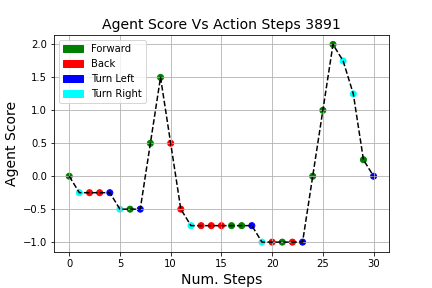 Agent Score Vs Action Steps 3891
Forward
Back
Turn Left
Turn Right
Agent Score
2.0
1.5
1.0
0.5
0.0
−0.5
−1.0
0 5 10 15 20 25 30
Num. Steps